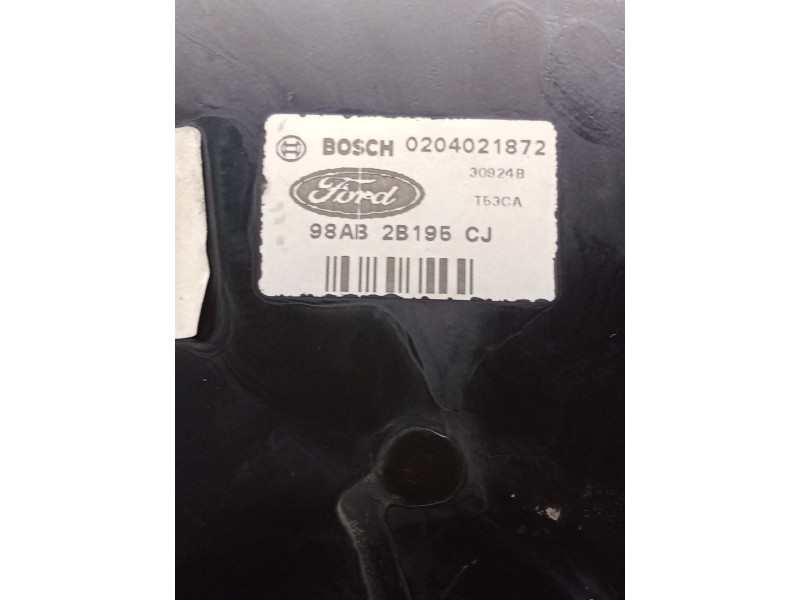 BOSCH 0204021872
30924B
Ford
T53CA
98AB 2B195 CJ